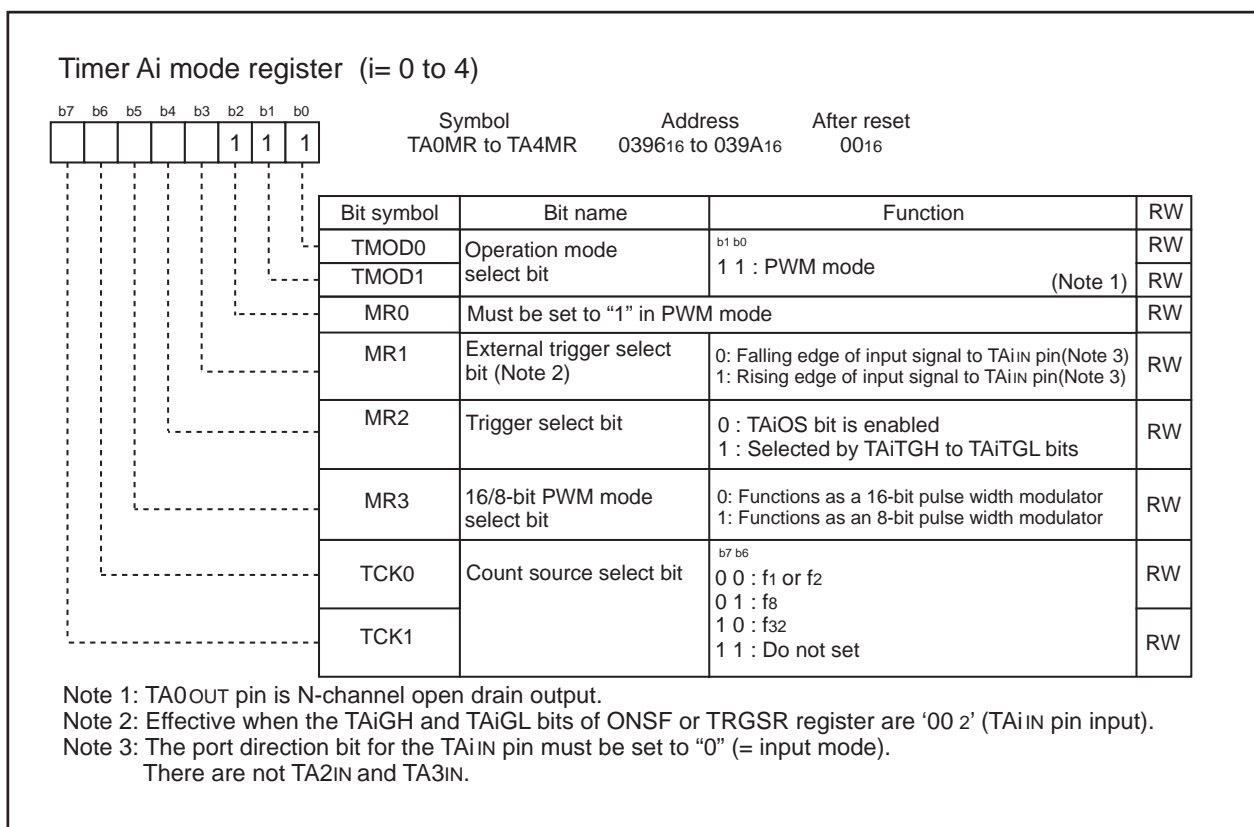 Timer Ai mode register (i= 0 to 4)
b7 b6 b5 b4 b3 b2 b1 b0
1 1 1
Symbol Address After reset
TA0MR to TA4MR 039616 to 039A16 0016
Bit symbol Bit name Function RW
TMOD0 Operation mode select bit b1 b0 RW
TMOD1 1 1 : PWM mode (Note 1) RW
MR0 Must be set to “1” in PWM mode RW
MR1 External trigger select bit (Note 2) 0: Falling edge of input signal to TAiIN pin(Note 3) RW
1: Rising edge of input signal to TAiIN pin(Note 3)
MR2 Trigger select bit 0 : TAiOS bit is enabled RW
1 : Selected by TAiTGH to TAiTGL bits
MR3 16/8-bit PWM mode select bit 0: Functions as a 16-bit pulse width modulator RW
1: Functions as an 8-bit pulse width modulator
b7 b6
TCK0 Count source select bit 0 0 : f1 or f2 RW
0 1 : f8
TCK1 1 0 : f32 RW
1 1 : Do not set
Note 1: TA0OUT pin is N-channel open drain output.
Note 2: Effective when the TAiGH and TAiGL bits of ONSF or TRGSR register are ‘00 2’ (TAiIN pin input).
Note 3: The port direction bit for the TAiIN pin must be set to “0” (= input mode).
There are not TA2IN and TA3IN.